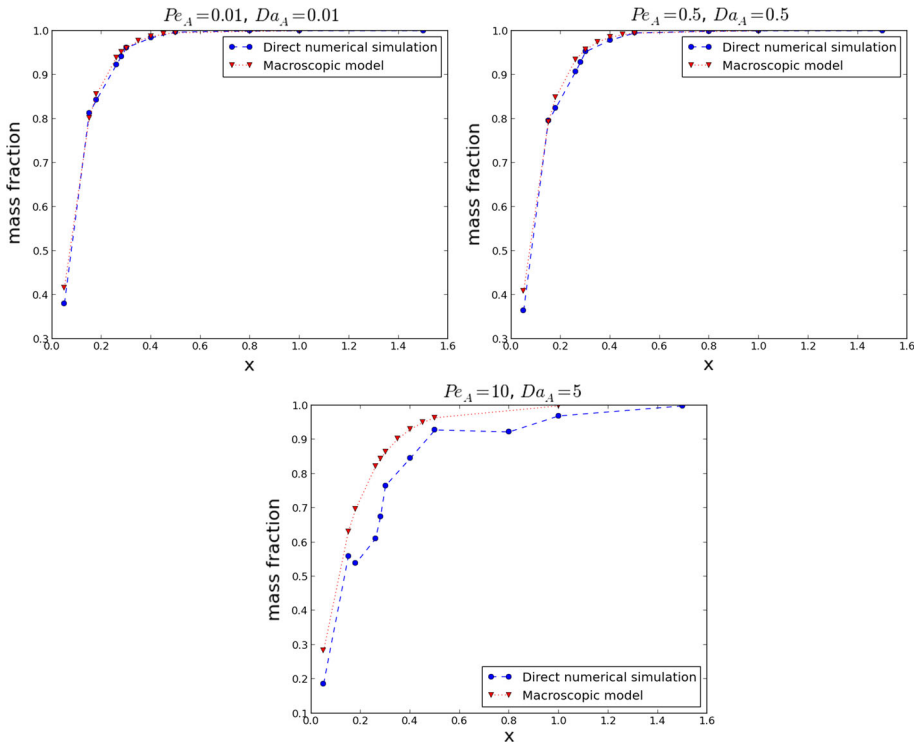 Pe_A=0.01, Da_A=0.01
1.0
0.9
0.8
0.7
0.6
0.5
0.4
0.3
mass fraction
Direct numerical simulation
Macroscopic model
0.0 0.2 0.4 0.6 0.8 1.0 1.2 1.4 1.6
x
Pe_A=0.5, Da_A=0.5
1.0
0.9
0.8
0.7
0.6
0.5
0.4
0.3
mass fraction
Direct numerical simulation
Macroscopic model
0.0 0.2 0.4 0.6 0.8 1.0 1.2 1.4 1.6
x
Pe_A=10, Da_A=5
1.0
0.9
0.8
0.7
0.6
0.5
0.4
0.3
0.2
0.1
mass fraction
Direct numerical simulation
Macroscopic model
0.0 0.2 0.4 0.6 0.8 1.0 1.2 1.4 1.6
x